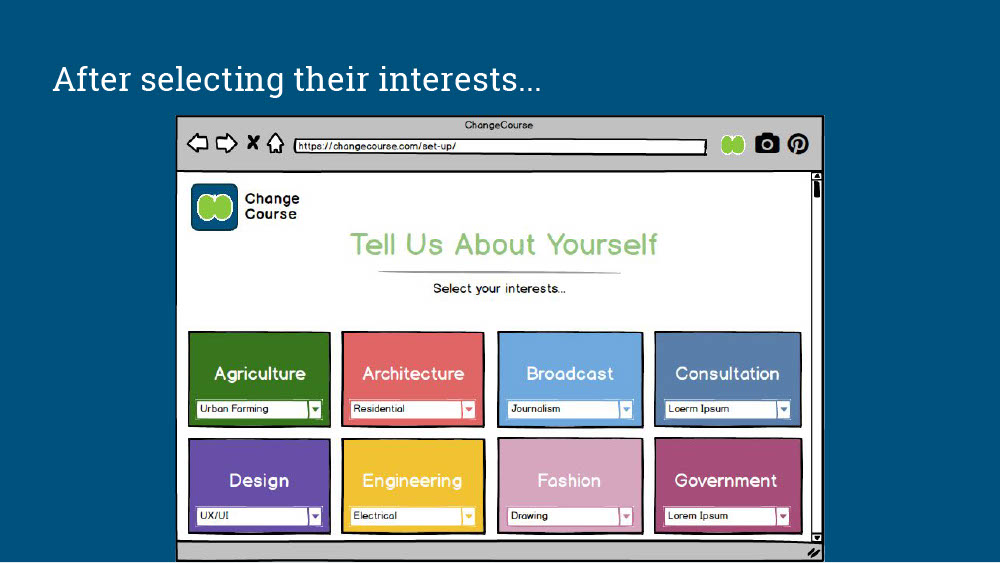 After selecting their interests...
ChangeCourse
https://changecourse.com/set-up/
Change
Course
Tell Us About Yourself
Select your interests...
Agriculture
Urban Farming
Architecture
Residential
Broadcast
Journalism
Consultation
Loerm Ipsum
Design
UX/UI
Engineering
Electrical
Fashion
Drawing
Government
Lorem Ipsum